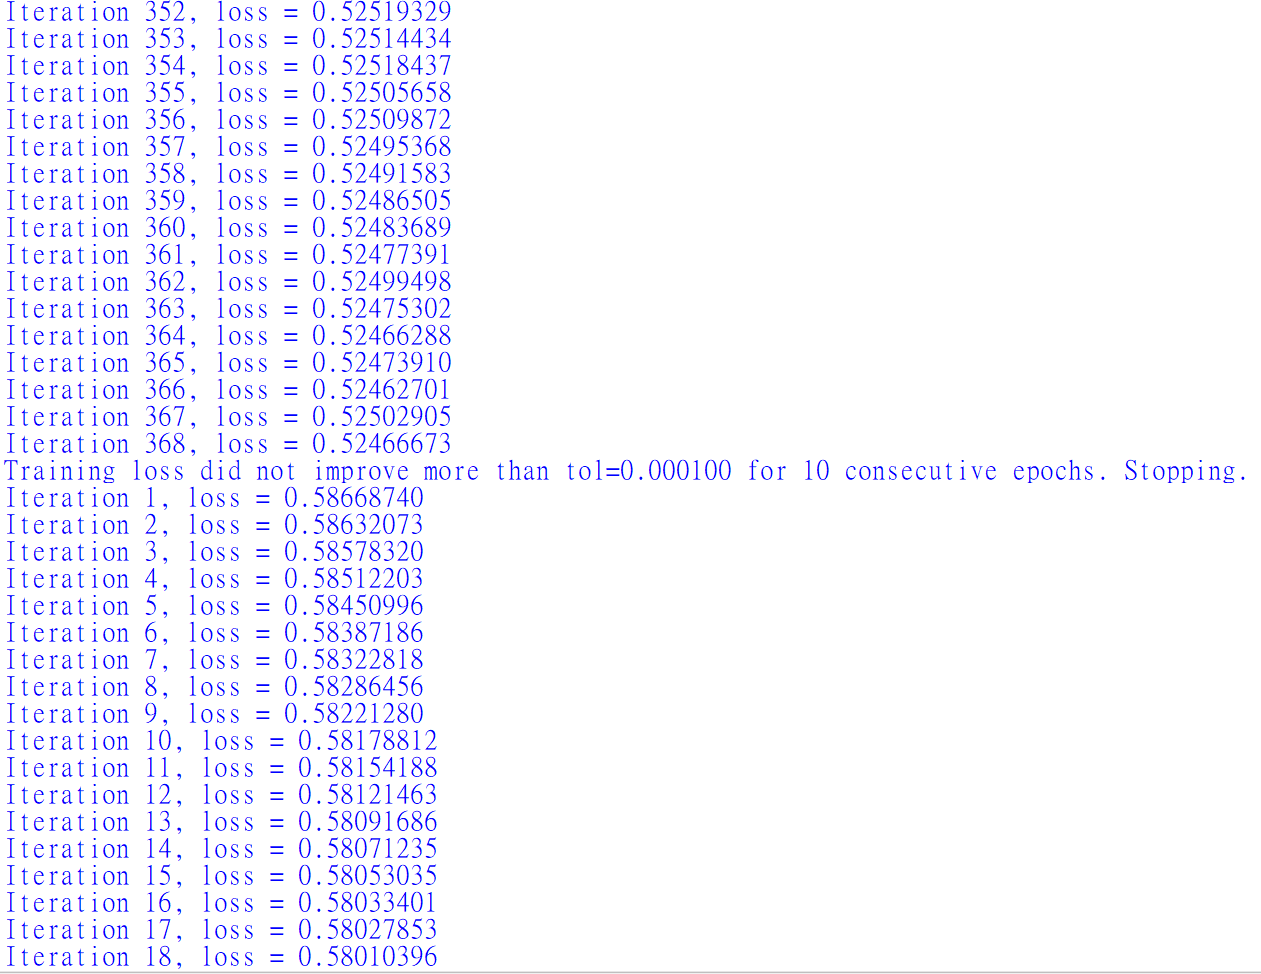 Iteration 352, loss = 0.52519329
Iteration 353, loss = 0.52514434
Iteration 354, loss = 0.52518437
Iteration 355, loss = 0.52505658
Iteration 356, loss = 0.52509872
Iteration 357, loss = 0.52495368
Iteration 358, loss = 0.52491583
Iteration 359, loss = 0.52486505
Iteration 360, loss = 0.52483689
Iteration 361, loss = 0.52477391
Iteration 362, loss = 0.52499498
Iteration 363, loss = 0.52475302
Iteration 364, loss = 0.52466288
Iteration 365, loss = 0.52473910
Iteration 366, loss = 0.52462701
Iteration 367, loss = 0.52502905
Iteration 368, loss = 0.52466673
Training loss did not improve more than tol=0.000100 for 10 consecutive epochs. Stopping.
Iteration 1, loss = 0.58668740
Iteration 2, loss = 0.58632073
Iteration 3, loss = 0.58578320
Iteration 4, loss = 0.58512203
Iteration 5, loss = 0.58450996
Iteration 6, loss = 0.58387186
Iteration 7, loss = 0.58322818
Iteration 8, loss = 0.58286456
Iteration 9, loss = 0.58221280
Iteration 10, loss = 0.58178812
Iteration 11, loss = 0.58154188
Iteration 12, loss = 0.58121463
Iteration 13, loss = 0.58091686
Iteration 14, loss = 0.58071235
Iteration 15, loss = 0.58053035
Iteration 16, loss = 0.58033401
Iteration 17, loss = 0.58027853
Iteration 18, loss = 0.58010396